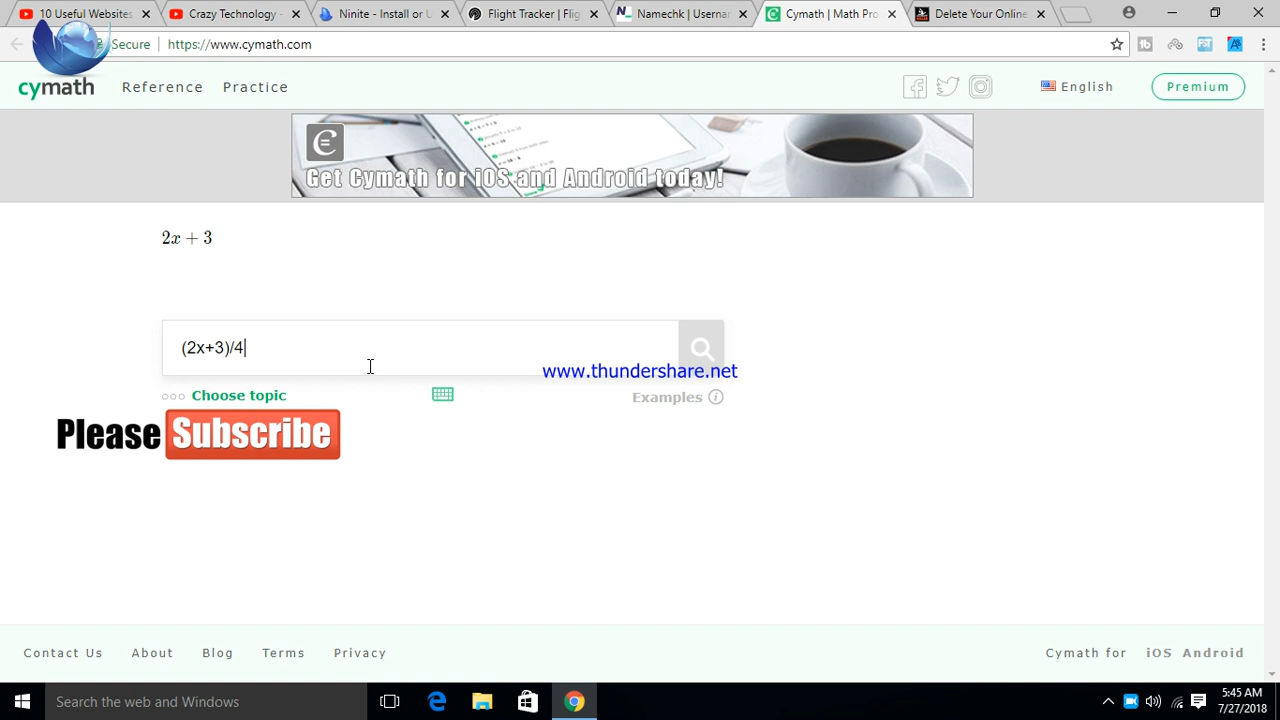 10 Useful Websites
Crazy Technology -
Ninite - Install or U
Flight Tracker | Flig
Namechk | Userna
Cymath | Math Pro
Delete Your Online
Secure
https://www.cymath.com
cymath
Reference
Practice
English
Premium
Get Cymath for iOS and Android today!
2x + 3
(2x+3)/4
www.thundershare.net
Choose topic
Examples
Please Subscribe
Contact Us
About
Blog
Terms
Privacy
Cymath for iOS Android
Search the web and Windows
5:45 AM
7/27/2018